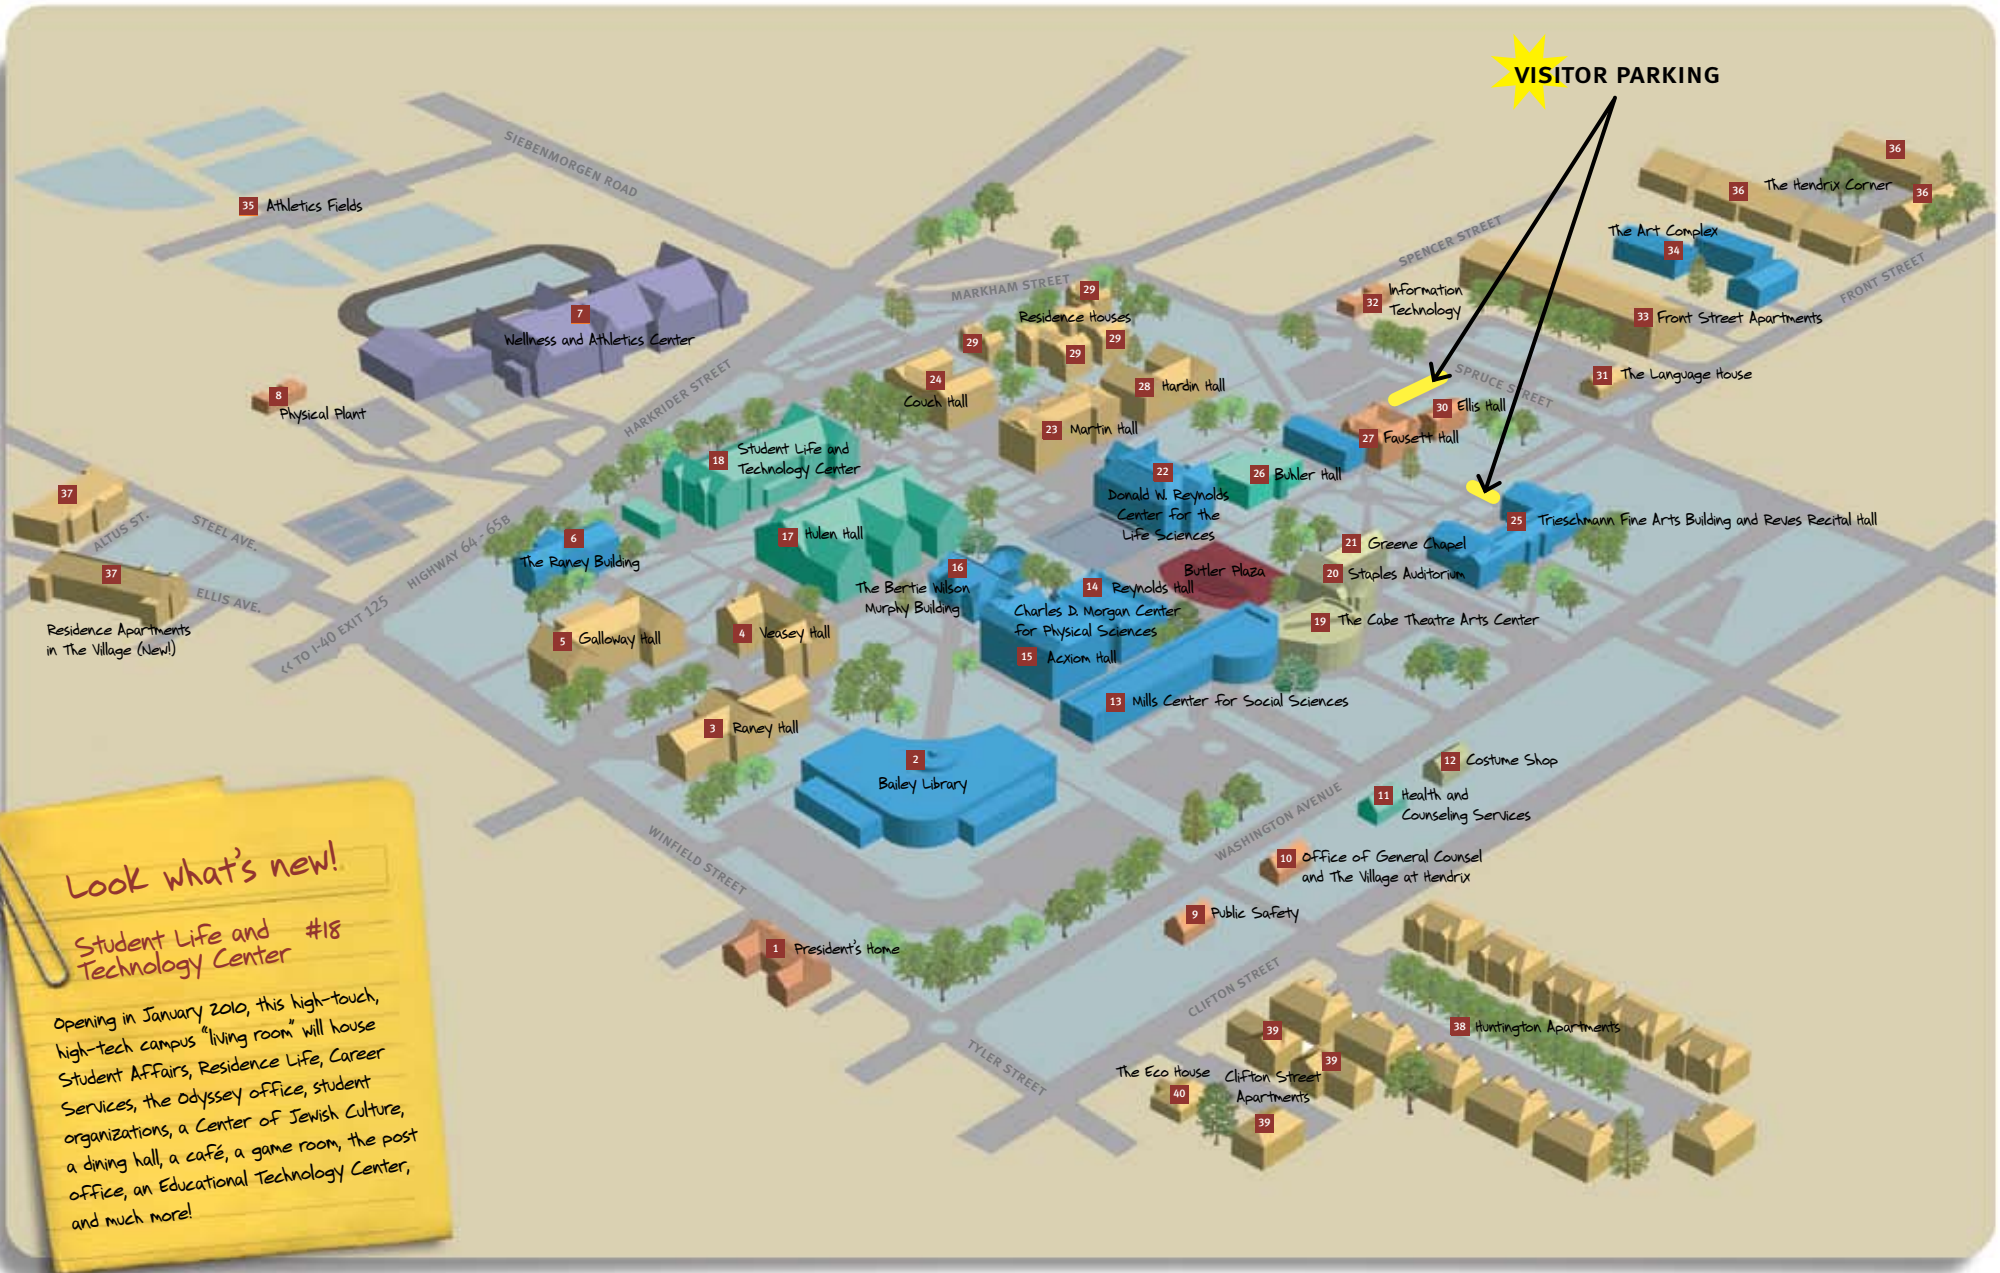 VISITOR PARKING
SIEBENMORGEN ROAD
36
36
The Hendrix Corner
36
35 Athletics Fields
SPENCER STREET
The Art Complex
34
FRONT STREET
MARKHAM STREET
29
Residence Houses
29
29
29
32 Information
Technology
33 Front Street Apartments
7
Wellness and Athletics Center
HARKRIDER STREET
8
Physical Plant
24
Couch Hall
28 Hardin Hall
SPRUCE STREET
31 The Language House
30 Ellis Hall
23 Martin Hall
27 Fausett Hall
18 Student Life and
Technology Center
22
Donald W. Reynolds
Center for the
Life Sciences
26 Buhler Hall
37
ALTUS ST.
STEEL AVE.
HIGHWAY 64 - 65B
37
ELLIS AVE.
<< TO I-40 EXIT 125
Residence Apartments
in The Village (New!)
6
The Raney Building
17 Hulen Hall
25 Trieschmann Fine Arts Building and Reves Recital Hall
21 Greene Chapel
20 Staples Auditorium
Butler Plaza
16
The Bertie Wilson
Murphy Building
14 Reynolds Hall
Charles D. Morgan Center
for Physical Sciences
15 Acxiom Hall
19 The Cabe Theatre Arts Center
5 Galloway Hall
4 Veasey Hall
13 Mills Center for Social Sciences
3 Raney Hall
2
Bailey Library
12 Costume Shop
11 Health and
Counseling Services
WASHINGTON AVENUE
10 Office of General Counsel
and The Village at Hendrix
WINFIELD STREET
9 Public Safety
1 President's Home
CLIFTON STREET
TYLER STREET
38 Huntington Apartments
39
39
Clifton Street
Apartments
39
The Eco House
40
Look what's new!
Student Life and #18
Technology Center
Opening in January 2010, this high-touch,
high-tech campus "living room" will house
Student Affairs, Residence Life, Career
Services, the Odyssey office, student
organizations, a Center of Jewish Culture,
a dining hall, a café, a game room, the post
office, an Educational Technology Center,
and much more!